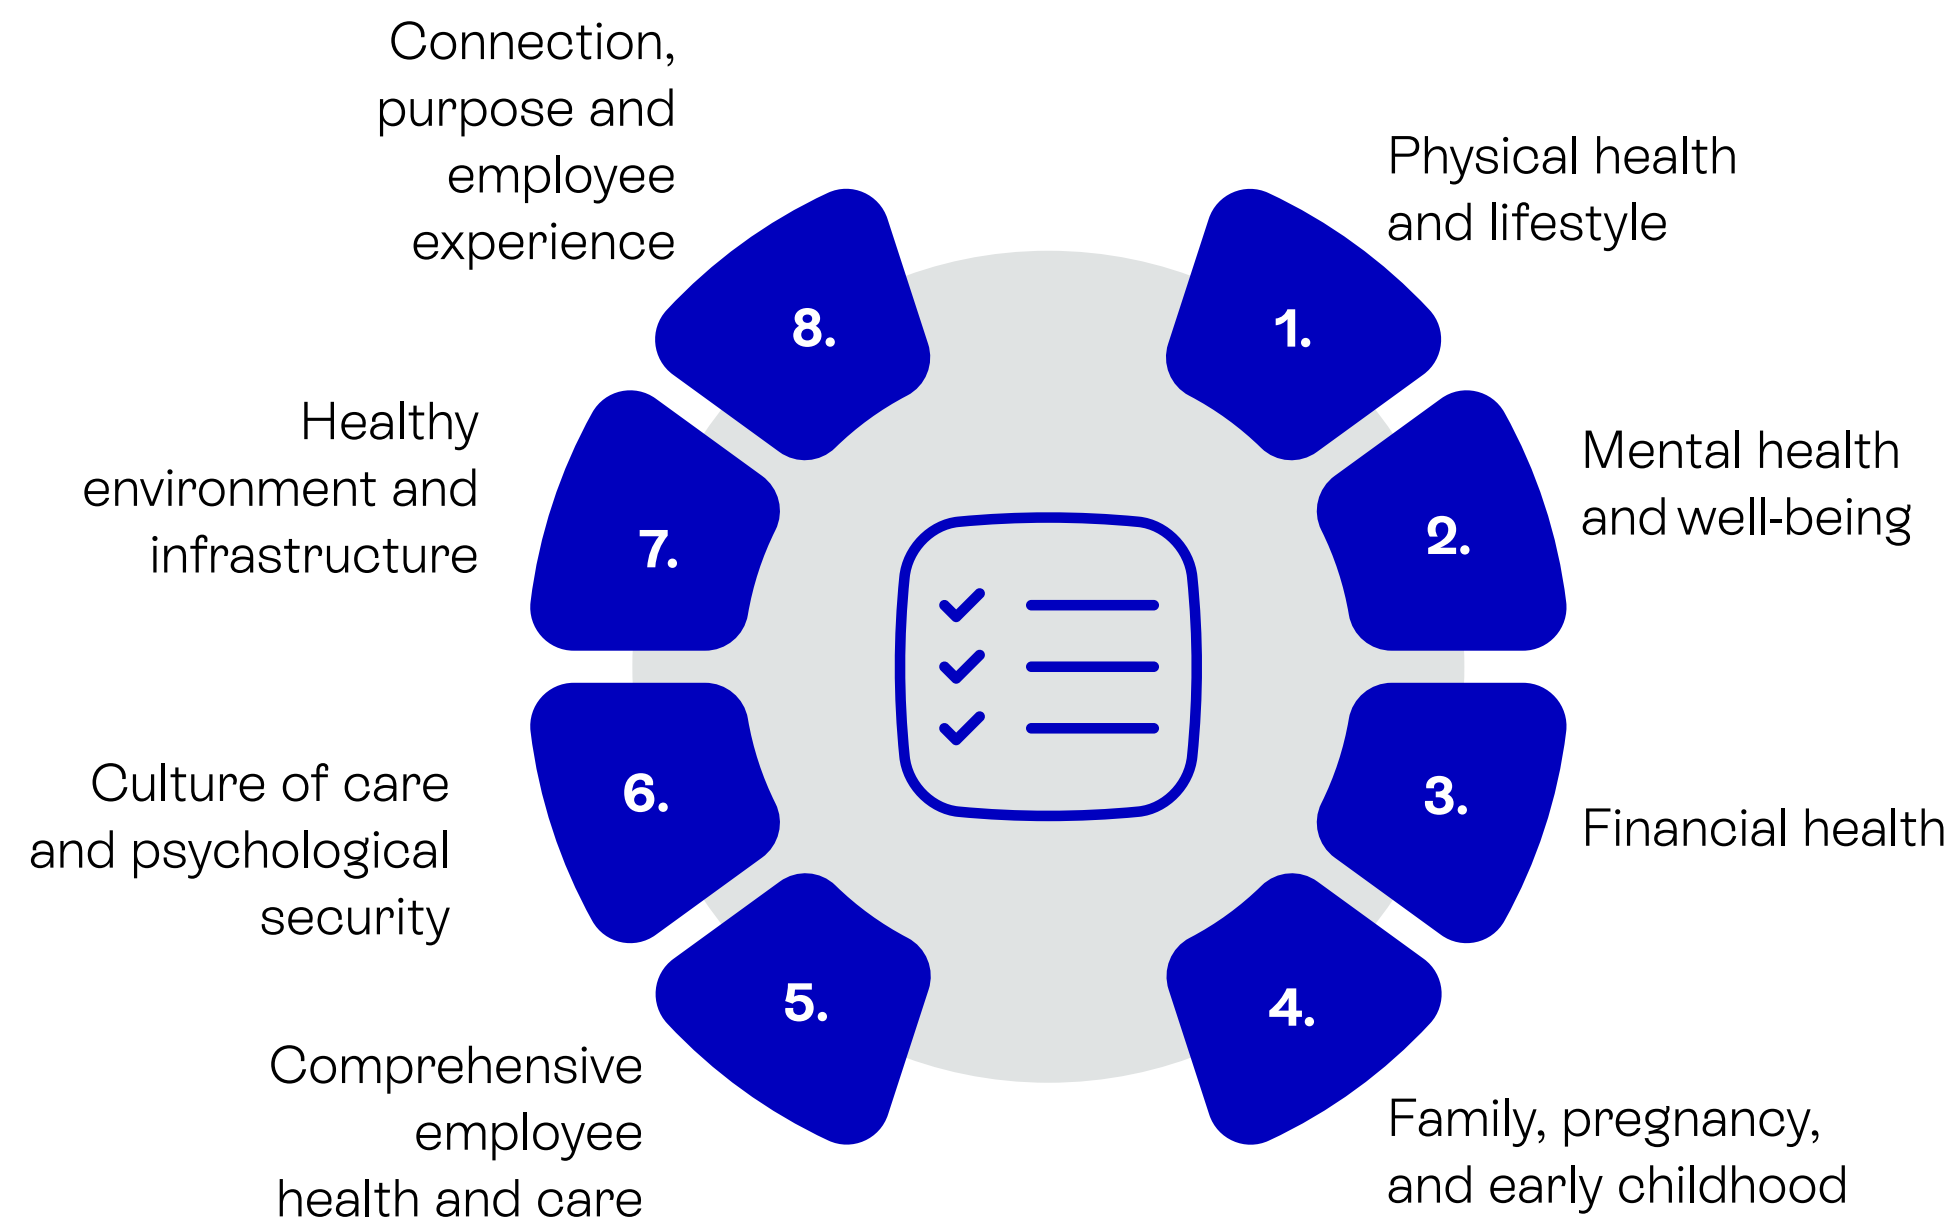 1.
Physical health
and lifestyle
2.
Mental health
and well-being
3.
Financial health
4.
Family, pregnancy,
and early childhood
5.
Comprehensive
employee
health and care
6.
Culture of care
and psychological
security
7.
Healthy
environment and
infrastructure
8.
Connection,
purpose and
employee
experience